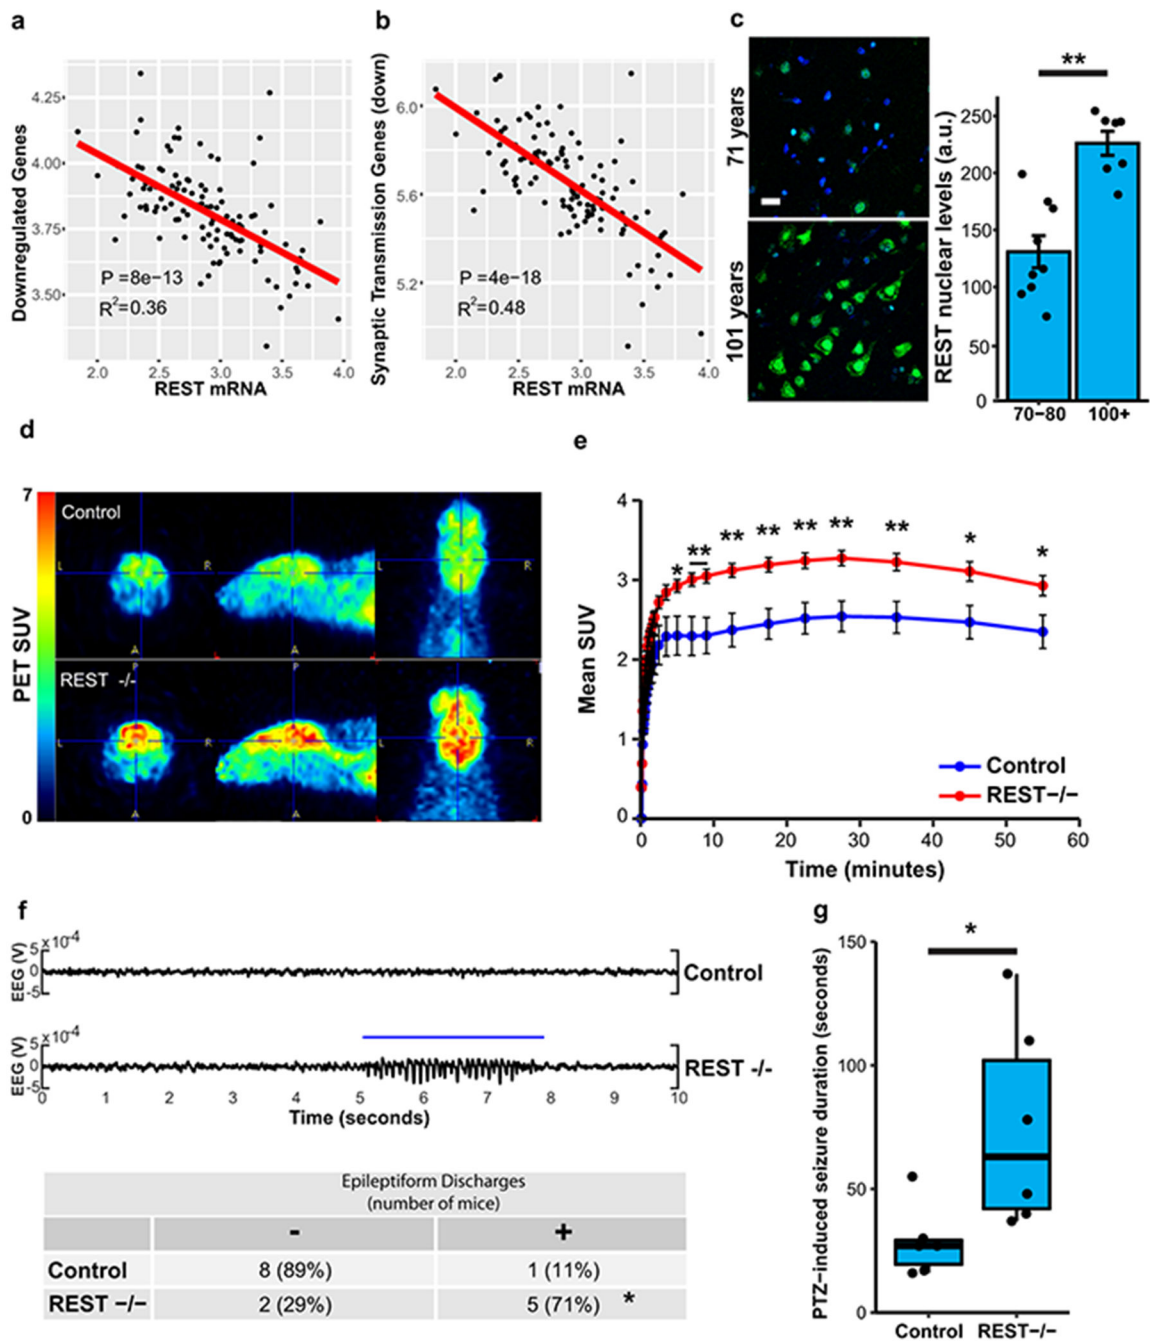 a
Downregulated Genes
4.25
4.00
3.75
3.50
P =8e−13
R²=0.36
2.0 2.5 3.0 3.5 4.0
REST mRNA
b
Synaptic Transmission Genes (down)
6.0
5.6
5.2
P =4e−18
R²=0.48
2.0 2.5 3.0 3.5 4.0
REST mRNA
c
71 years
101 years
REST nuclear levels (a.u.)
**
250
200
150
100
50
0
70−80 100+
d
PET SUV
7
0
Control
L R L R
A A
REST -/-
P P
L R L R
A A
e
Mean SUV
4
3
2
1
0
* ** ** ** ** ** ** * *
Control
REST−/−
0 10 20 30 40 50 60
Time (minutes)
f
EEG (V)
5 x10⁻⁴
0
-5
Control
EEG (V)
5 x10⁻⁴
0
-5
REST -/-
0 1 2 3 4 5 6 7 8 9 10
Time (seconds)
Epileptiform Discharges
(number of mice)
- +
Control 8 (89%) 1 (11%)
REST −/− 2 (29%) 5 (71%) *
g
PTZ−induced seizure duration (seconds)
*
150
100
50
0
Control REST−/−